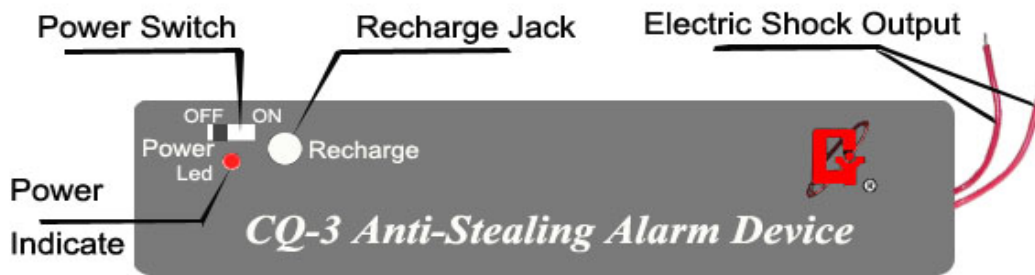 Power Switch
Recharge Jack
Electric Shock Output
OFF
ON
Power
Led
Recharge
Power
Indicate
CQ-3 Anti-Stealing Alarm Device
®